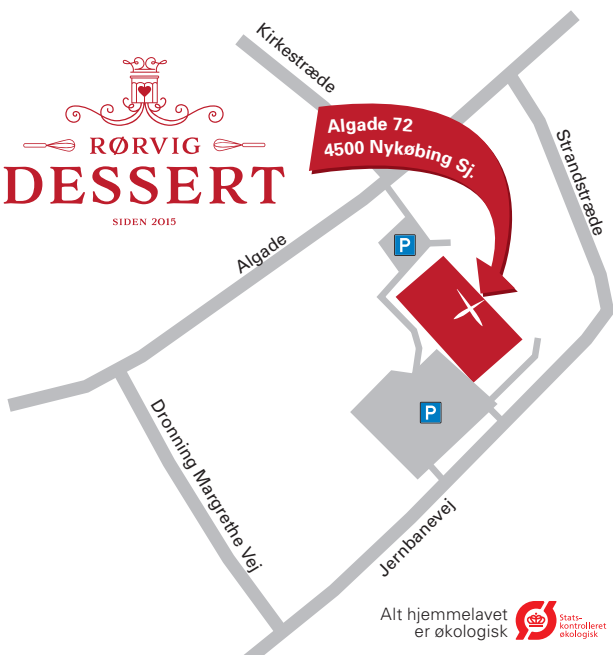 Kirkestræde
RØRVIG
DESSERT
SIDEN 2015
Algade 72
4500 Nykøbing Sj.
Strandstræde
Algade
P
P
Dronning Margrethe Vej
Jernbanevej
Alt hjemmelavet
er økologisk
Ø
Stats-
kontrolleret
økologisk